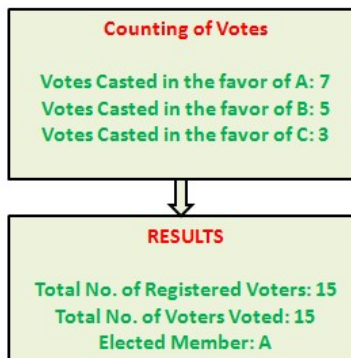 Counting of Votes
Votes Casted in the favor of A: 7
Votes Casted in the favor of B: 5
Votes Casted in the favor of C: 3
RESULTS
Total No. of Registered Voters: 15
Total No. of Voters Voted: 15
Elected Member: A